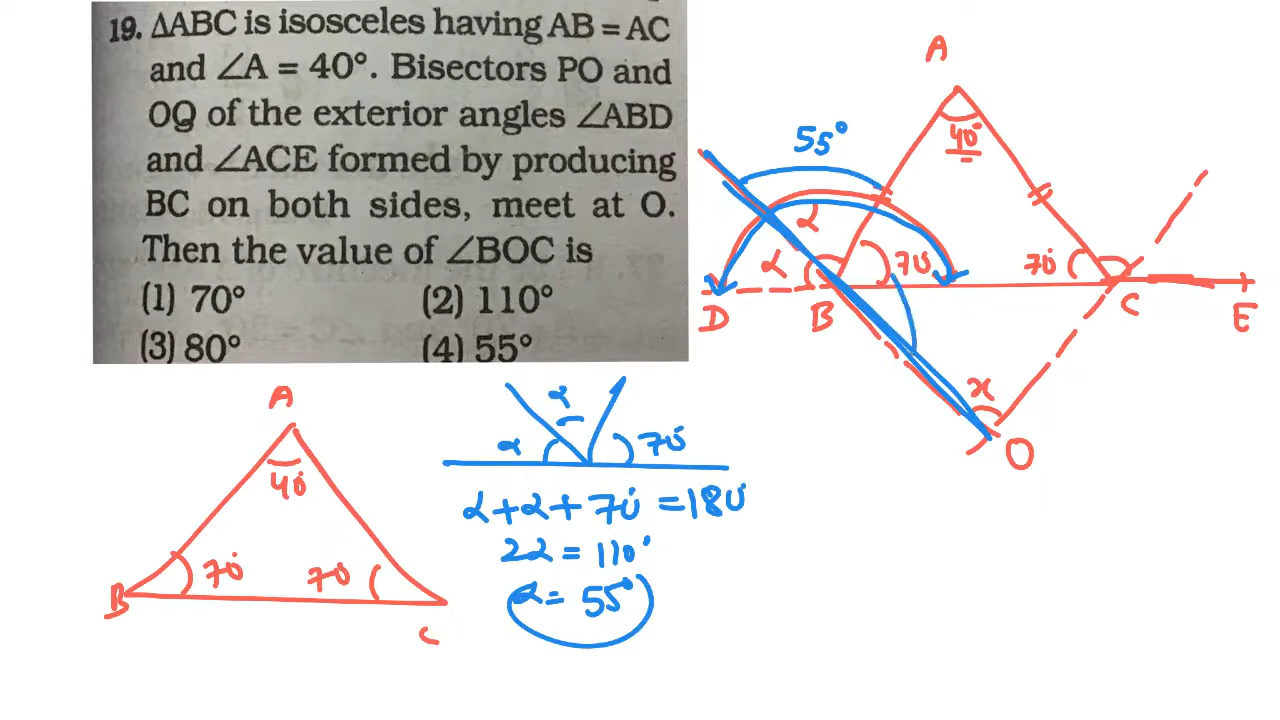 19. ΔABC is isosceles having AB = AC
and ∠A = 40°. Bisectors PO and
OQ of the exterior angles ∠ABD
and ∠ACE formed by producing
BC on both sides, meet at O.
Then the value of ∠BOC is
(1) 70° (2) 110°
(3) 80° (4) 55°
A
40°
55°
α
α
70°
70°
D
B
C
E
x
O
A
40°
70°
70°
B
C
α
α
70°
α+α+70°=180°
2α=110°
α=55°